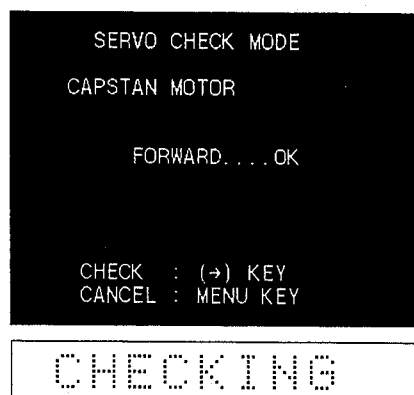 SERVO CHECK MODE
CAPSTAN MOTOR
FORWARD....OK
CHECK : (→) KEY
CANCEL : MENU KEY
CHECKING